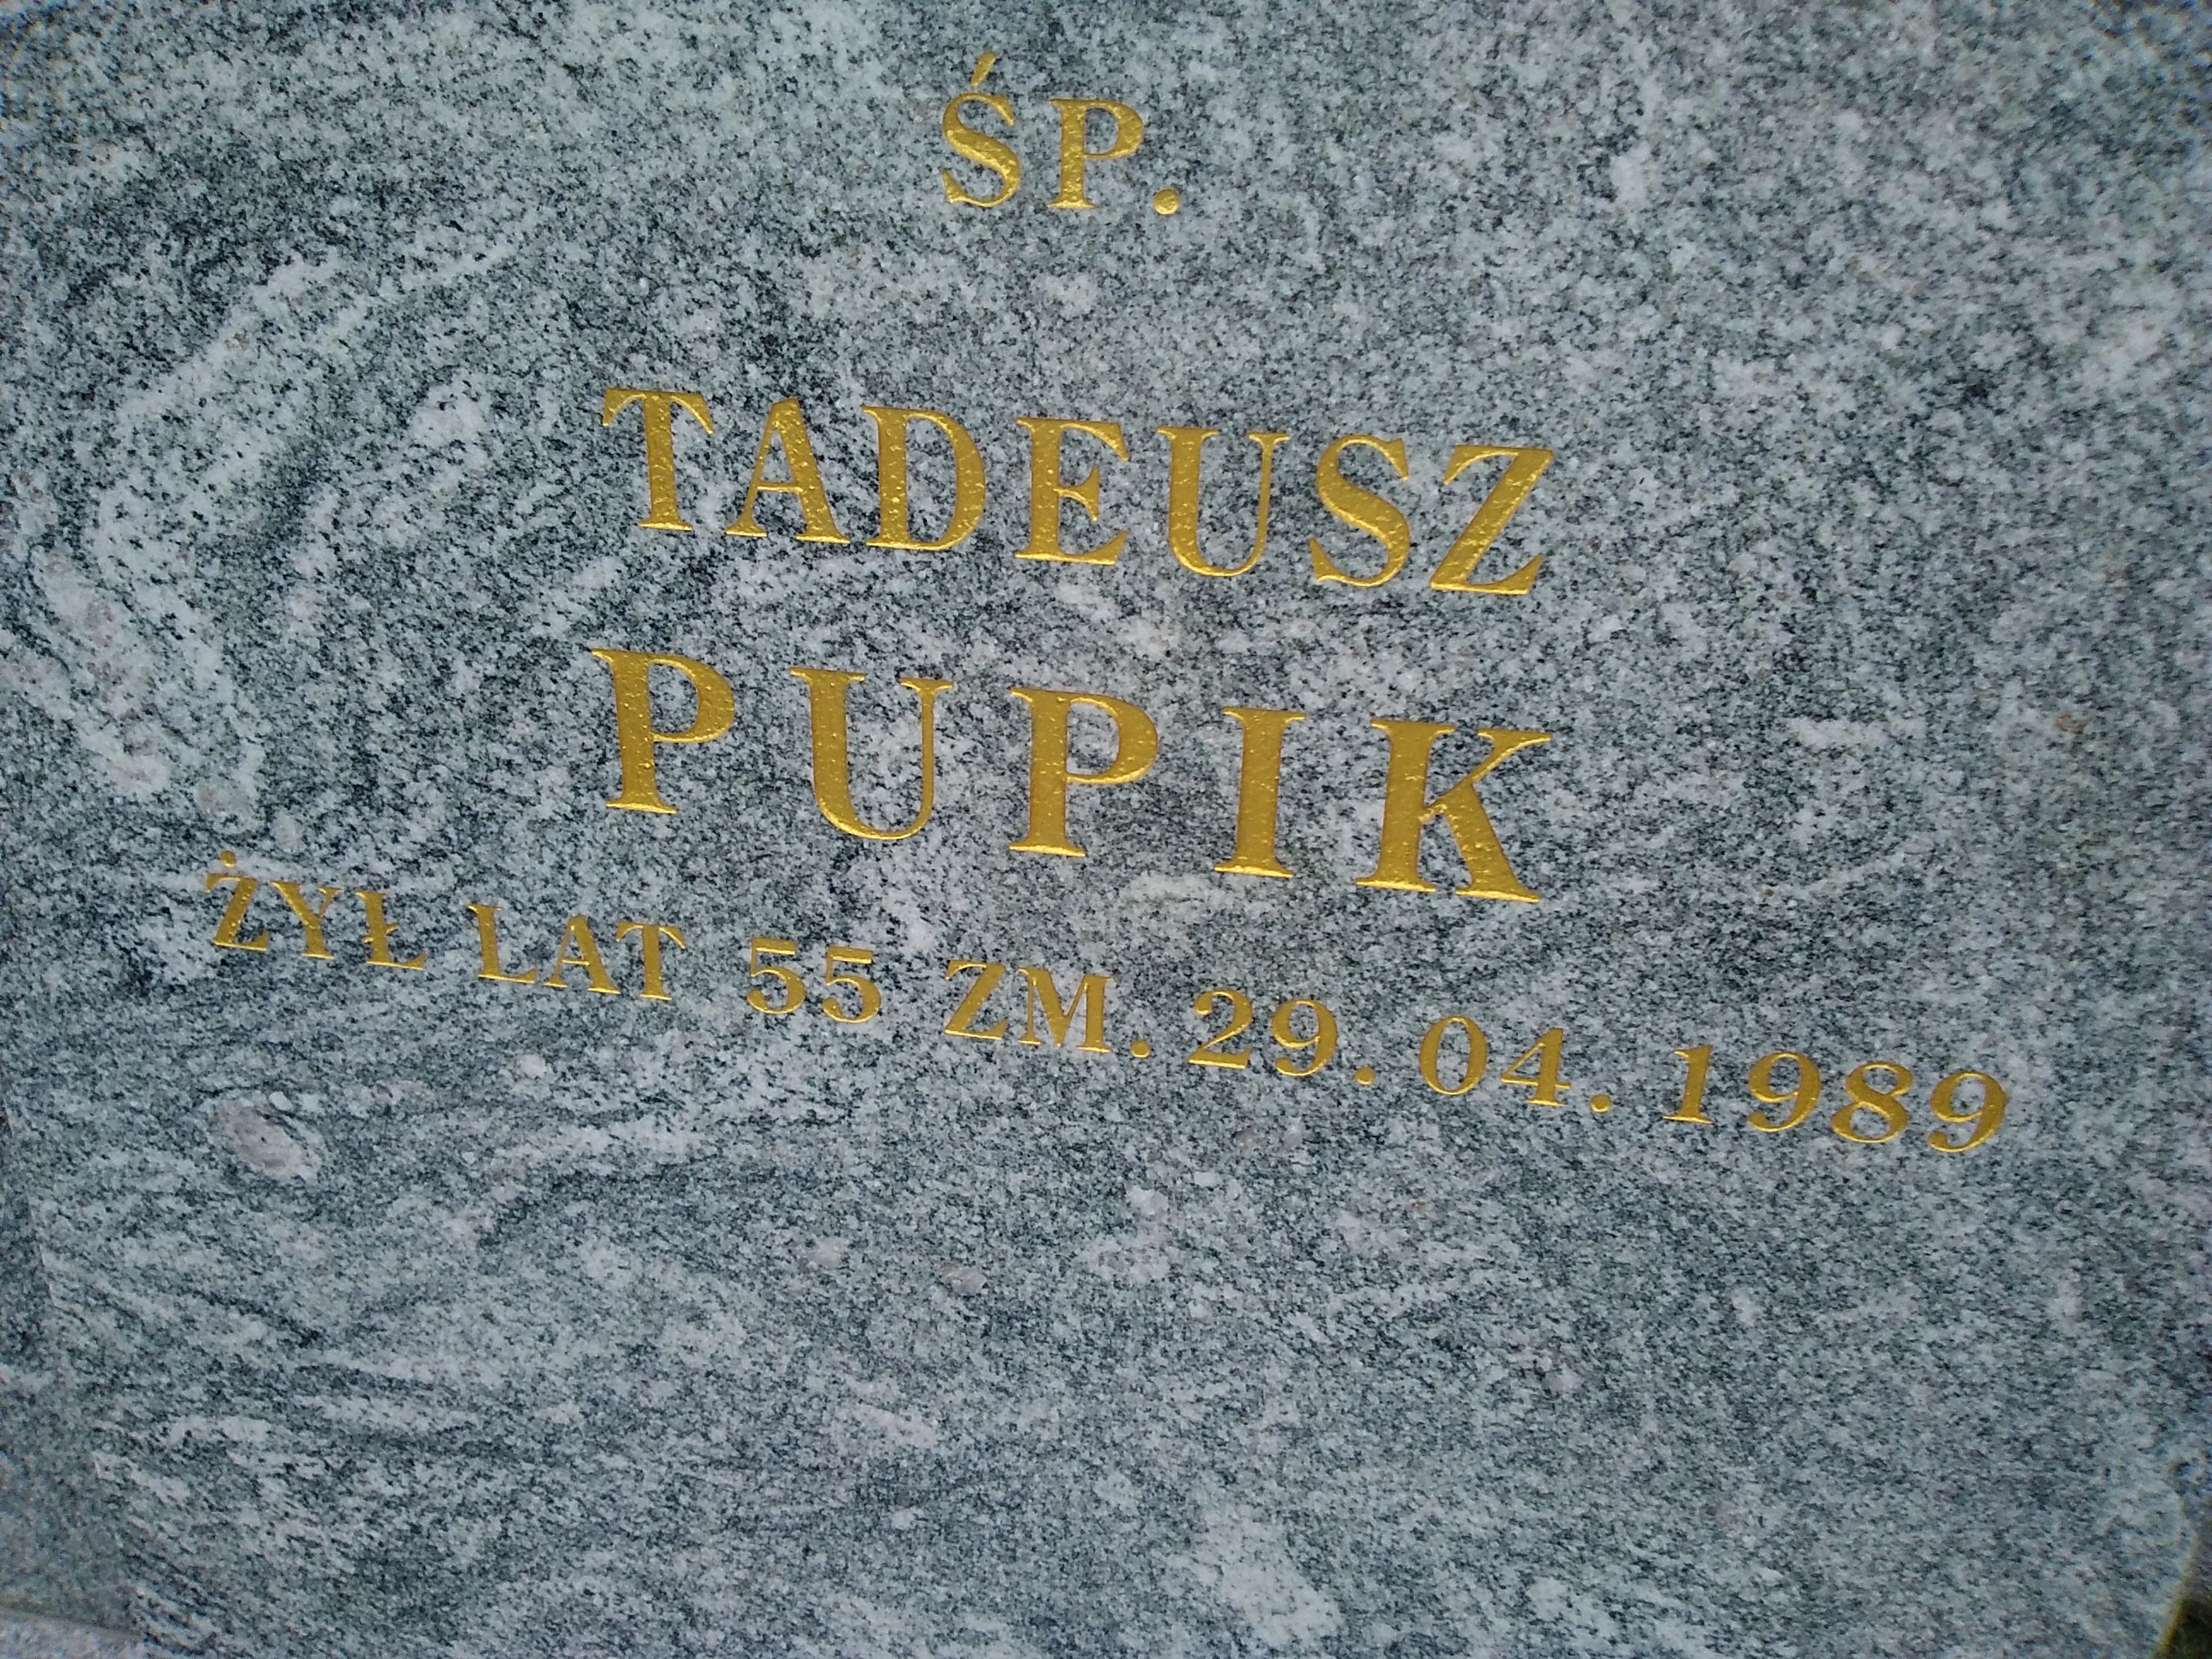 ŚP.
TADEUSZ
PUPIK
ŻYŁ LAT 55 ZM. 29. 04. 1989